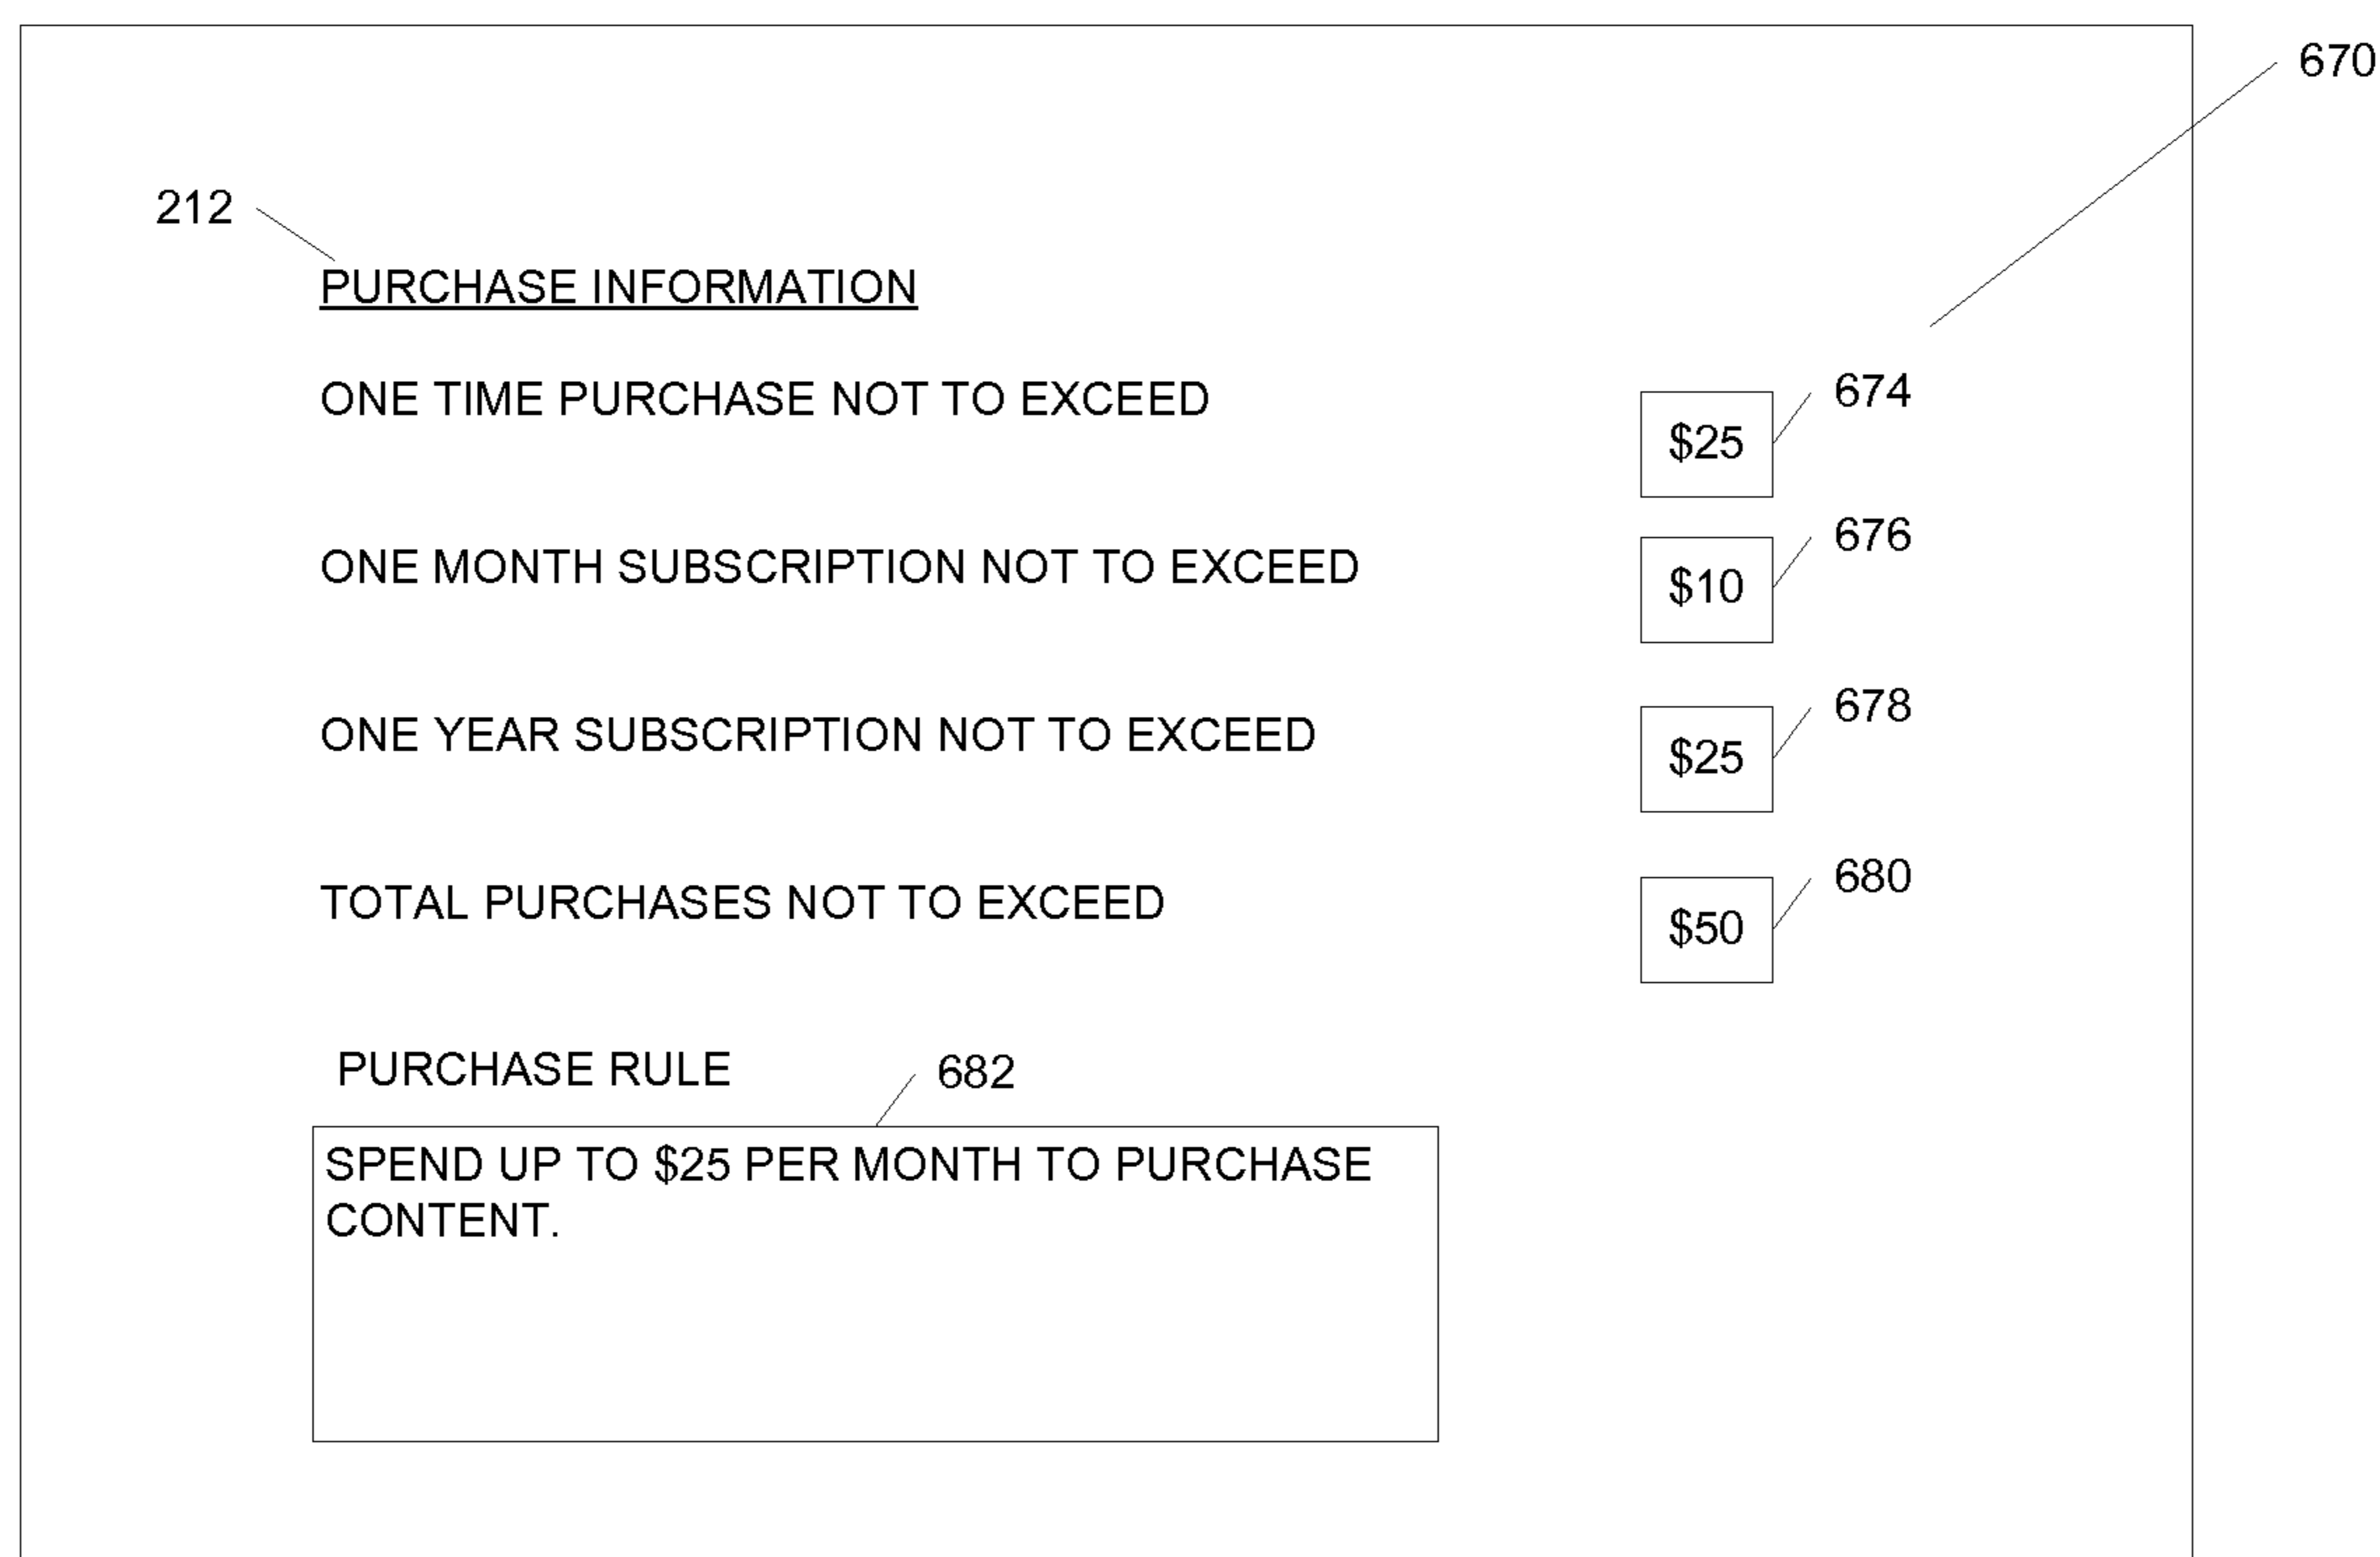 670
212
PURCHASE INFORMATION
ONE TIME PURCHASE NOT TO EXCEED
674
$25
676
ONE MONTH SUBSCRIPTION NOT TO EXCEED
$10
678
ONE YEAR SUBSCRIPTION NOT TO EXCEED
$25
680
TOTAL PURCHASES NOT TO EXCEED
$50
PURCHASE RULE
682
SPEND UP TO $25 PER MONTH TO PURCHASE
CONTENT.